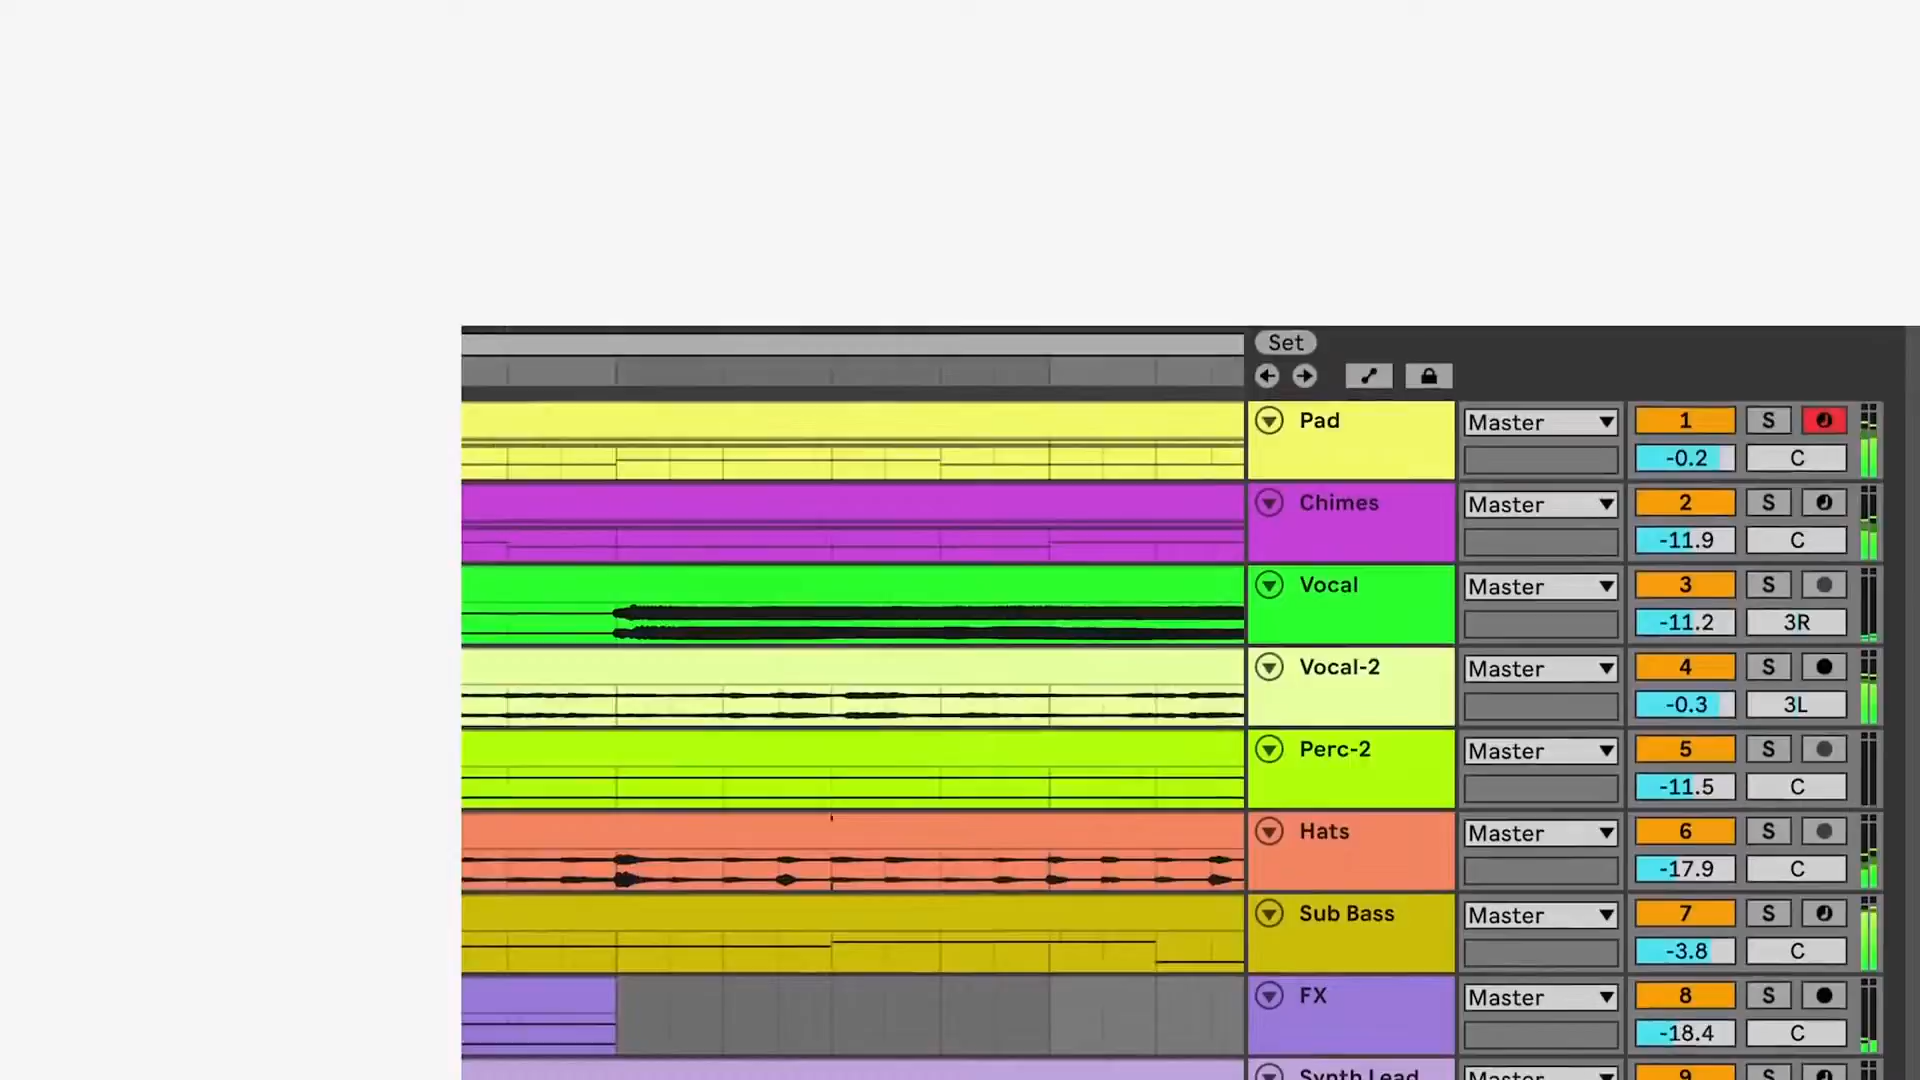 Set
Pad Master 1 S
-0.2 C
Chimes Master 2 S
-11.9 C
Vocal Master 3 S
-11.2 3R
Vocal-2 Master 4 S
-0.3 3L
Perc-2 Master 5 S
-11.5 C
Hats Master 6 S
-17.9 C
Sub Bass Master 7 S
-3.8 C
FX Master 8 S
-18.4 C
Synth Lead Master 9 S